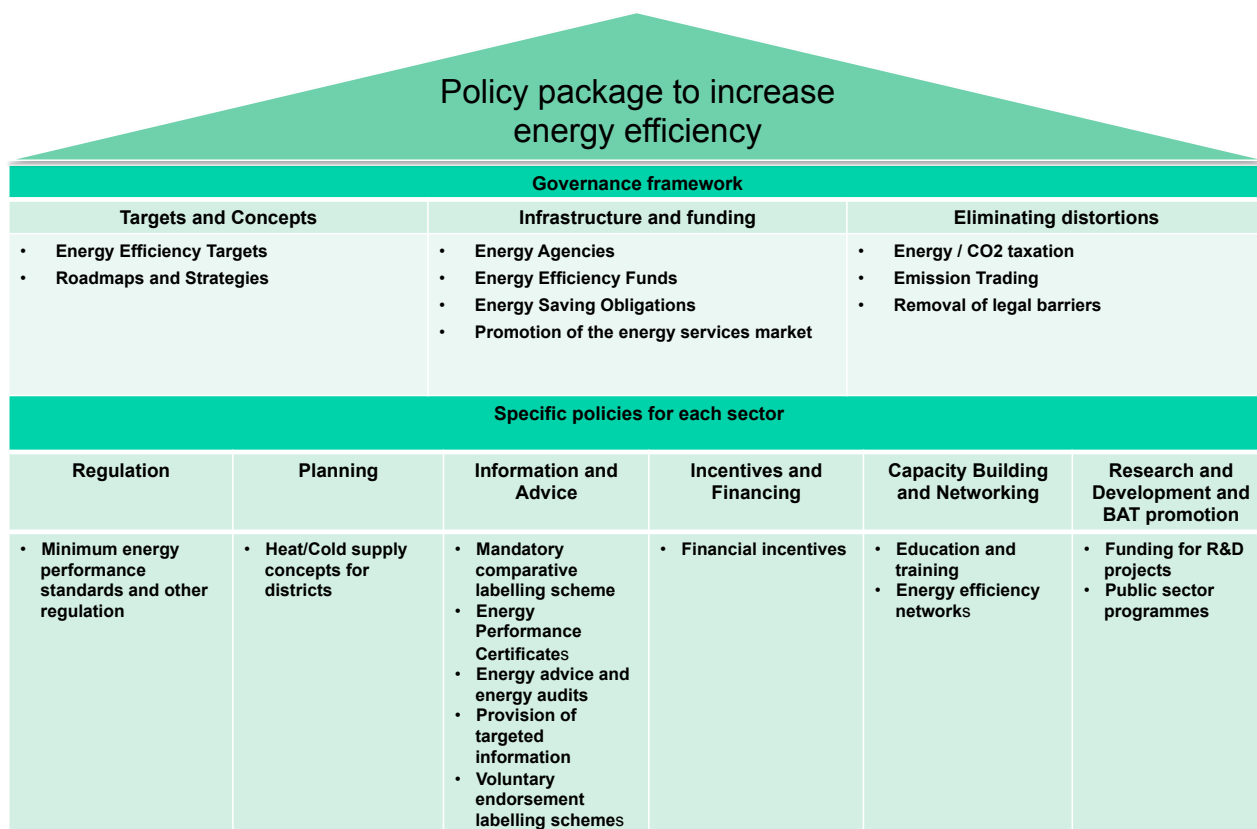 Policy package to increase
energy efficiency
Governance framework
Targets and Concepts
• Energy Efficiency Targets
• Roadmaps and Strategies
Infrastructure and funding
• Energy Agencies
• Energy Efficiency Funds
• Energy Saving Obligations
• Promotion of the energy services market
Eliminating distortions
• Energy / CO2 taxation
• Emission Trading
• Removal of legal barriers
Specific policies for each sector
Regulation
• Minimum energy
performance
standards and other
regulation
Planning
• Heat/Cold supply
concepts for
districts
Information and
Advice
• Mandatory
comparative
labelling scheme
• Energy
Performance
Certificates
• Energy advice and
energy audits
• Provision of
targeted
information
• Voluntary
endorsement
labelling schemes
Incentives and
Financing
• Financial incentives
Capacity Building
and Networking
• Education and
training
• Energy efficiency
networks
Research and
Development and
BAT promotion
• Funding for R&D
projects
• Public sector
programmes